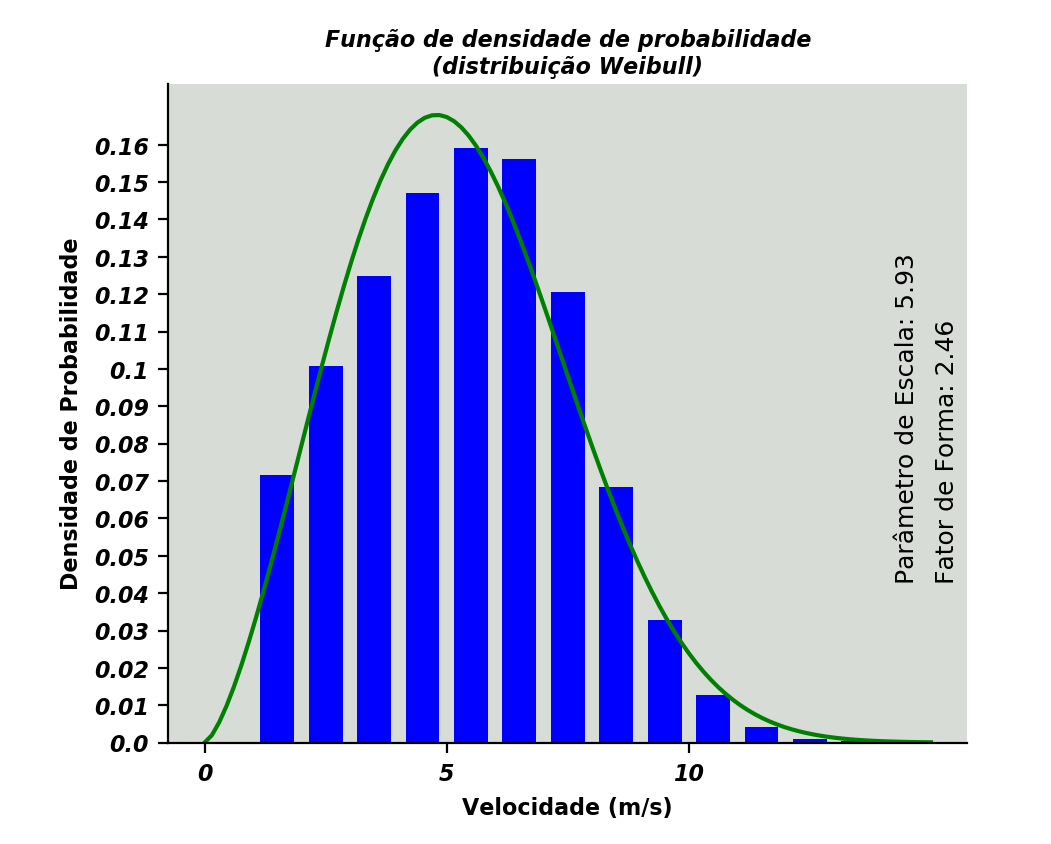 Função de densidade de probabilidade
(distribuição Weibull)
Densidade de Probabilidade
0.16
0.15
0.14
0.13
0.12
0.11
0.1
0.09
0.08
0.07
0.06
0.05
0.04
0.03
0.02
0.01
0.0
0 5 10
Velocidade (m/s)
Parâmetro de Escala: 5.93
Fator de Forma: 2.46